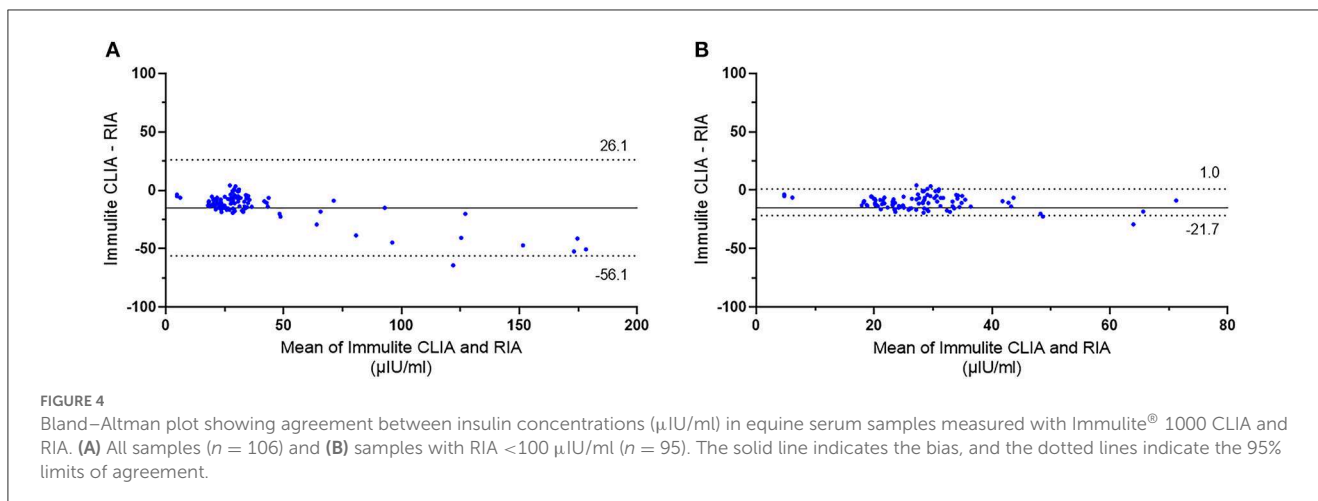 A
B
100
50
0
-50
-100
Immulite CLIA - RIA
26.1
-56.1
0
50
100
150
200
Mean of Immulite CLIA and RIA
(µIU/ml)
100
50
0
-50
-100
Immulite CLIA - RIA
1.0
-21.7
0
20
40
60
80
Mean of Immulite CLIA and RIA
(µIU/ml)
FIGURE 4
Bland–Altman plot showing agreement between insulin concentrations (µIU/ml) in equine serum samples measured with Immulite® 1000 CLIA and
RIA. (A) All samples (n = 106) and (B) samples with RIA <100 µIU/ml (n = 95). The solid line indicates the bias, and the dotted lines indicate the 95%
limits of agreement.